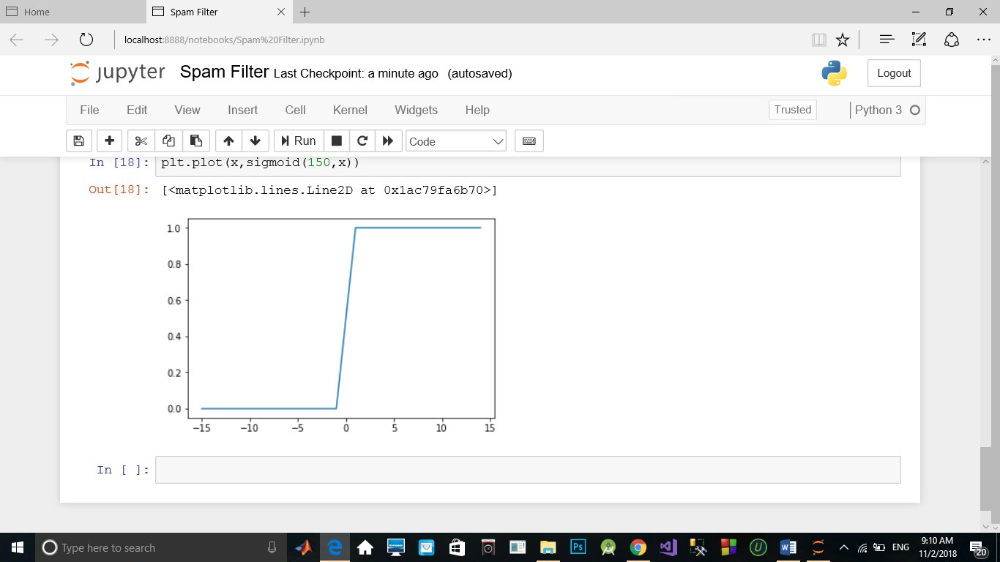 Home
Spam Filter
localhost:8888/notebooks/Spam%20Filter.ipynb
jupyter Spam Filter Last Checkpoint: a minute ago (autosaved)
Logout
File Edit View Insert Cell Kernel Widgets Help
Trusted
Python 3
Run
Code
In [18]: plt.plot(x,sigmoid(150,x))
Out[18]: [<matplotlib.lines.Line2D at 0x1ac79fa6b70>]
1.0
0.8
0.6
0.4
0.2
0.0
−15 −10 −5 0 5 10 15
In [ ]:
Type here to search
Ps
U
W
ENG
9:10 AM
11/2/2018
20